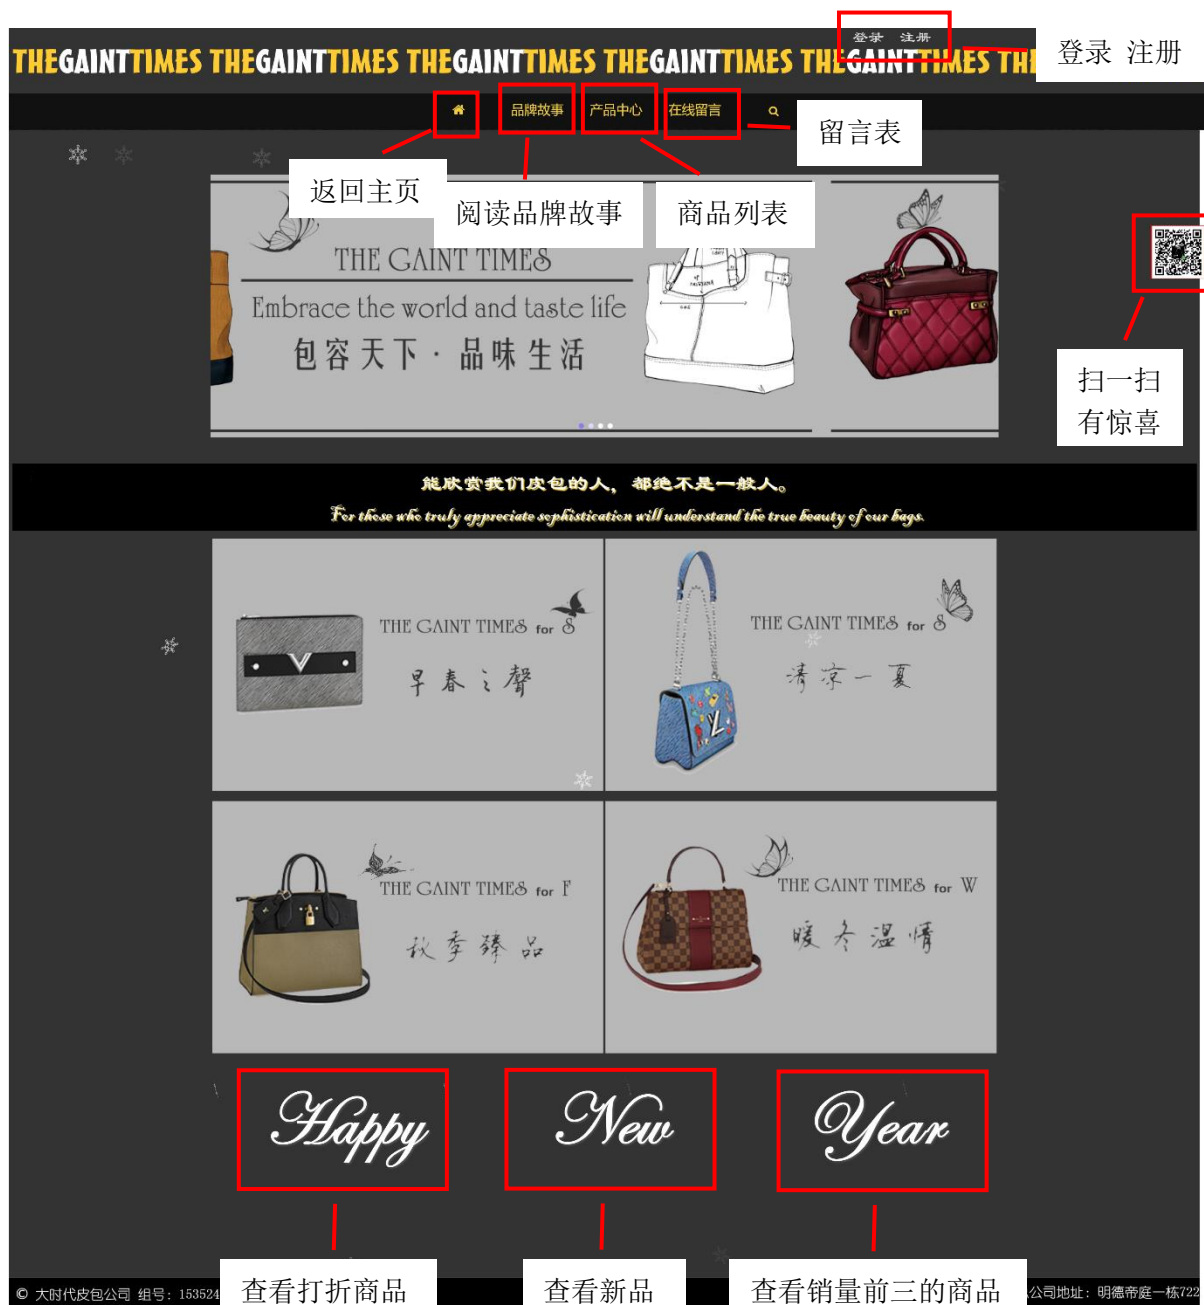 登录 注册
THEGAINTTIMES THEGAINTTIMES THEGAINTTIMES THEGAINTTIMES THEGAINTTIMES TH
登录 注册
品牌故事 产品中心 在线留言
留言表
返回主页
阅读品牌故事
商品列表
THE GAINT TIMES
Embrace the world and taste life
包容天下·品味生活
扫一扫
有惊喜
能欣赏我们皮包的人，都绝不是一般人。
For those who truly appreciate sophistication will understand the true beauty of our bags.
THE GAINT TIMES for S
早春之聲
THE GAINT TIMES for S
清凉一夏
THE GAINT TIMES for F
秋季臻品
THE GAINT TIMES for W
暖冬温情
Happy New Year
查看打折商品
查看新品
查看销量前三的商品
© 大时代皮包公司 组号：153524
公司地址：明德帝庭一栋722